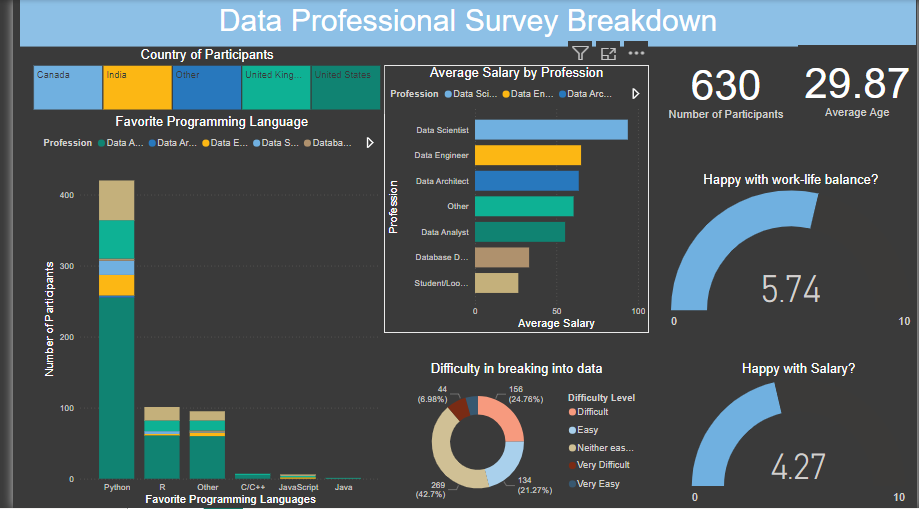 Data Professional Survey Breakdown
Country of Participants
Canada
India
Other
United King...
United States
Favorite Programming Language
Profession Data A... Data Ar... Data E... Data S... Databa...
Number of Participants
400
300
200
100
0
Python R Other C/C++ JavaScript Java
Favorite Programming Languages
Average Salary by Profession
Profession Data Sci... Data En... Data Arc...
Profession
Data Scientist
Data Engineer
Data Architect
Other
Data Analyst
Database D...
Student/Loo...
0 50 100
Average Salary
630
Number of Participants
29.87
Average Age
Happy with work-life balance?
5.74
0 10
Difficulty in breaking into data
44
(6.98%)
156
(24.76%)
269
(42.7%)
134
(21.27%)
Difficulty Level
Difficult
Easy
Neither eas...
Very Difficult
Very Easy
Happy with Salary?
4.27
0 10